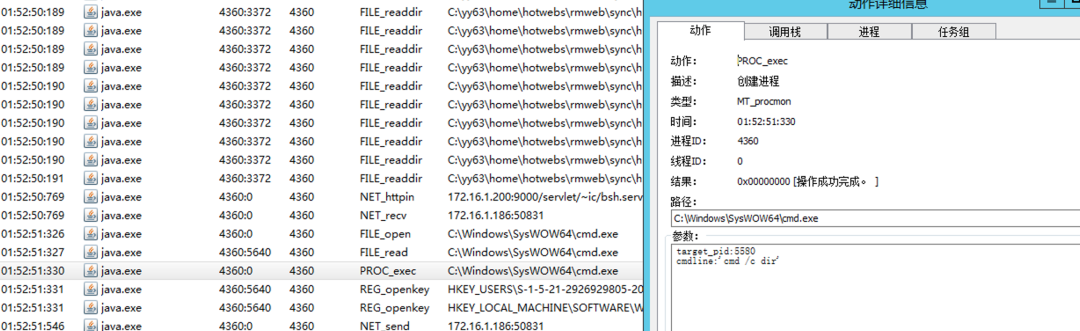 01:52:50:189 java.exe 4360:3372 4360 FILE_readdir C:\yy63\home\hotwebs\rmweb\sync\h
01:52:50:189 java.exe 4360:3372 4360 FILE_readdir C:\yy63\home\hotwebs\rmweb\sync\h
01:52:50:189 java.exe 4360:3372 4360 FILE_readdir C:\yy63\home\hotwebs\rmweb\sync\h
01:52:50:189 java.exe 4360:3372 4360 FILE_readdir C:\yy63\home\hotwebs\rmweb\sync\h
01:52:50:190 java.exe 4360:3372 4360 FILE_readdir C:\yy63\home\hotwebs\rmweb\sync\h
01:52:50:190 java.exe 4360:3372 4360 FILE_readdir C:\yy63\home\hotwebs\rmweb\sync\h
01:52:50:190 java.exe 4360:3372 4360 FILE_readdir C:\yy63\home\hotwebs\rmweb\sync\h
01:52:50:190 java.exe 4360:3372 4360 FILE_readdir C:\yy63\home\hotwebs\rmweb\sync\h
01:52:50:190 java.exe 4360:3372 4360 FILE_readdir C:\yy63\home\hotwebs\rmweb\sync\h
01:52:50:191 java.exe 4360:3372 4360 FILE_readdir C:\yy63\home\hotwebs\rmweb\sync\h
01:52:50:769 java.exe 4360:0 4360 NET_httpin 172.16.1.200:9000/servlet/~ic/bsh.serv
01:52:50:769 java.exe 4360:0 4360 NET_recv 172.16.1.186:50831
01:52:51:326 java.exe 4360:0 4360 FILE_open C:\Windows\SysWOW64\cmd.exe
01:52:51:327 java.exe 4360:5640 4360 FILE_read C:\Windows\SysWOW64\cmd.exe
01:52:51:330 java.exe 4360:0 4360 PROC_exec C:\Windows\SysWOW64\cmd.exe
01:52:51:331 java.exe 4360:5640 4360 REG_openkey HKEY_USERS\S-1-5-21-2926929805-20
01:52:51:331 java.exe 4360:5640 4360 REG_openkey HKEY_LOCAL_MACHINE\SOFTWARE\W
01:52:51:546 java.exe 4360:0 4360 NET_send 172.16.1.186:50831
动作详细信息
动作 调用栈 进程 任务组
动作: PROC_exec
描述: 创建进程
类型: MT_procmon
时间: 01:52:51:330
进程ID: 4360
线程ID: 0
结果: 0x00000000 [操作成功完成。 ]
路径:
C:\Windows\SysWOW64\cmd.exe
参数:
target_pid:5580
cmdline:'cmd /c dir'